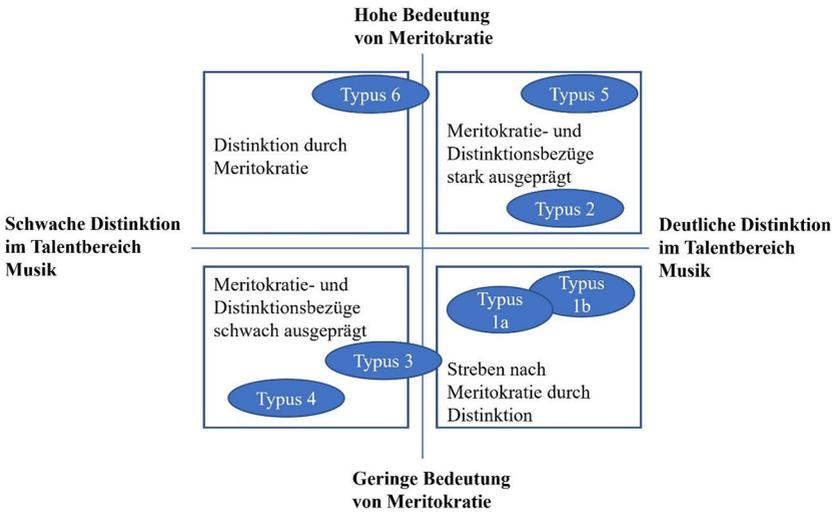 Hohe Bedeutung
von Meritokratie
Typus 6
Distinktion durch
Meritokratie
Typus 5
Meritokratie- und
Distinktionsbezüge
stark ausgeprägt
Typus 2
Schwache Distinktion
im Talentbereich
Musik
Deutliche Distinktion
im Talentbereich
Musik
Meritokratie- und
Distinktionsbezüge
schwach ausgeprägt
Typus 3
Typus 4
Typus
1a
Typus
1b
Streben nach
Meritokratie durch
Distinktion
Geringe Bedeutung
von Meritokratie